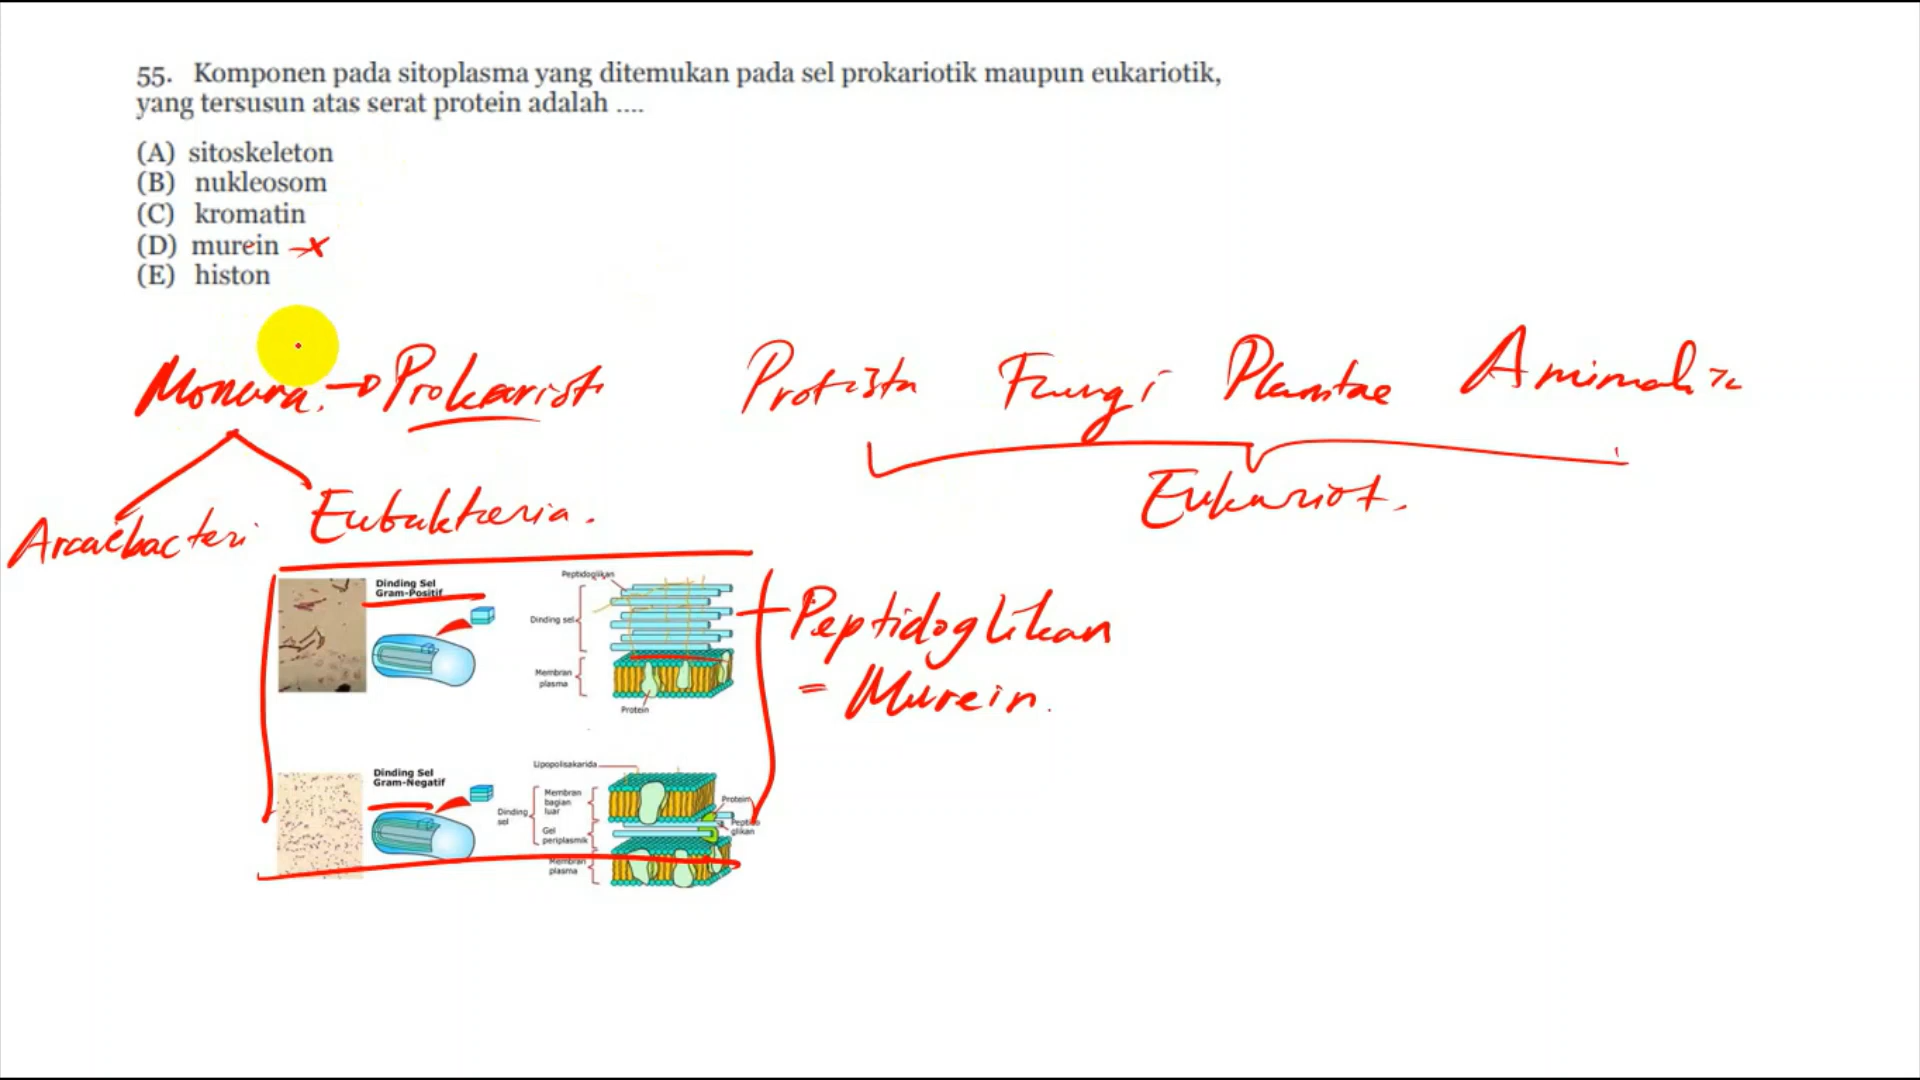 55. Komponen pada sitoplasma yang ditemukan pada sel prokariotik maupun eukariotik,
yang tersusun atas serat protein adalah ....
(A) sitoskeleton
(B) nukleosom
(C) kromatin
(D) murein x
(E) histon
Monera. → Prokariot Protista Fungi Plantae Animalia
Eukariot.
Arcaebacteri Eubakteria.
Dinding Sel
Gram-Positif
Peptidoglikan
Dinding sel
Membran
plasma
Protein
Peptidoglikan
= Murein.
Dinding Sel
Gram-Negatif
Lipopolisakarida
Dinding
sel
Membran
bagian
luar
Gel
periplasmik
Membran
plasma
Protein
Peptido
glikan